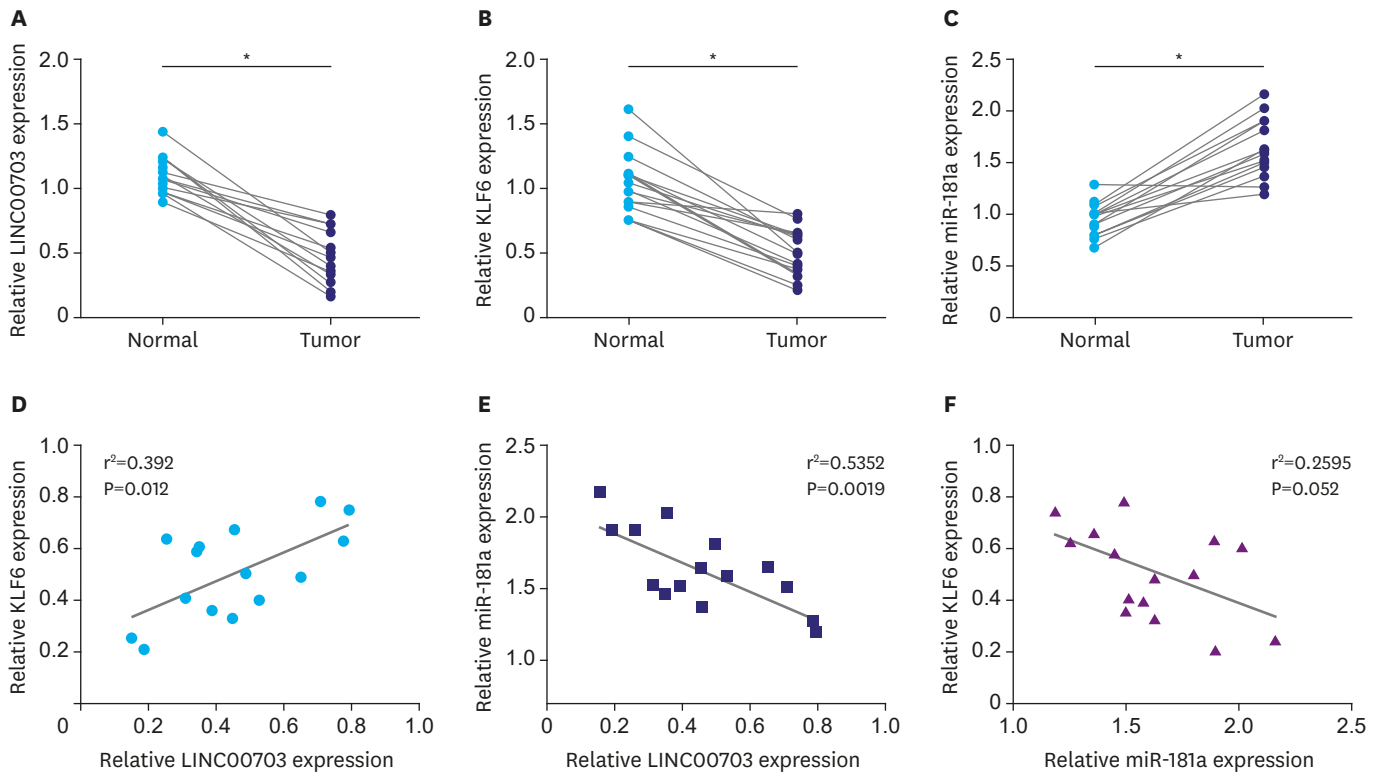 A
Relative LINC00703 expression
2.0
1.5
1.0
0.5
0
*
Normal
Tumor
B
Relative KLF6 expression
2.0
1.5
1.0
0.5
0
*
Normal
Tumor
C
Relative miR-181a expression
2.5
2.0
1.5
1.0
0.5
0
*
Normal
Tumor
D
Relative KLF6 expression
1.0
0.8
0.6
0.4
0.2
r²=0.392
P=0.012
0 0.2 0.4 0.6 0.8 1.0
Relative LINC00703 expression
E
Relative miR-181a expression
2.5
2.0
1.5
1.0
r²=0.5352
P=0.0019
0 0.2 0.4 0.6 0.8 1.0
Relative LINC00703 expression
F
Relative KLF6 expression
1.0
0.8
0.6
0.4
0.2
0
r²=0.2595
P=0.052
1.0 1.5 2.0 2.5
Relative miR-181a expression